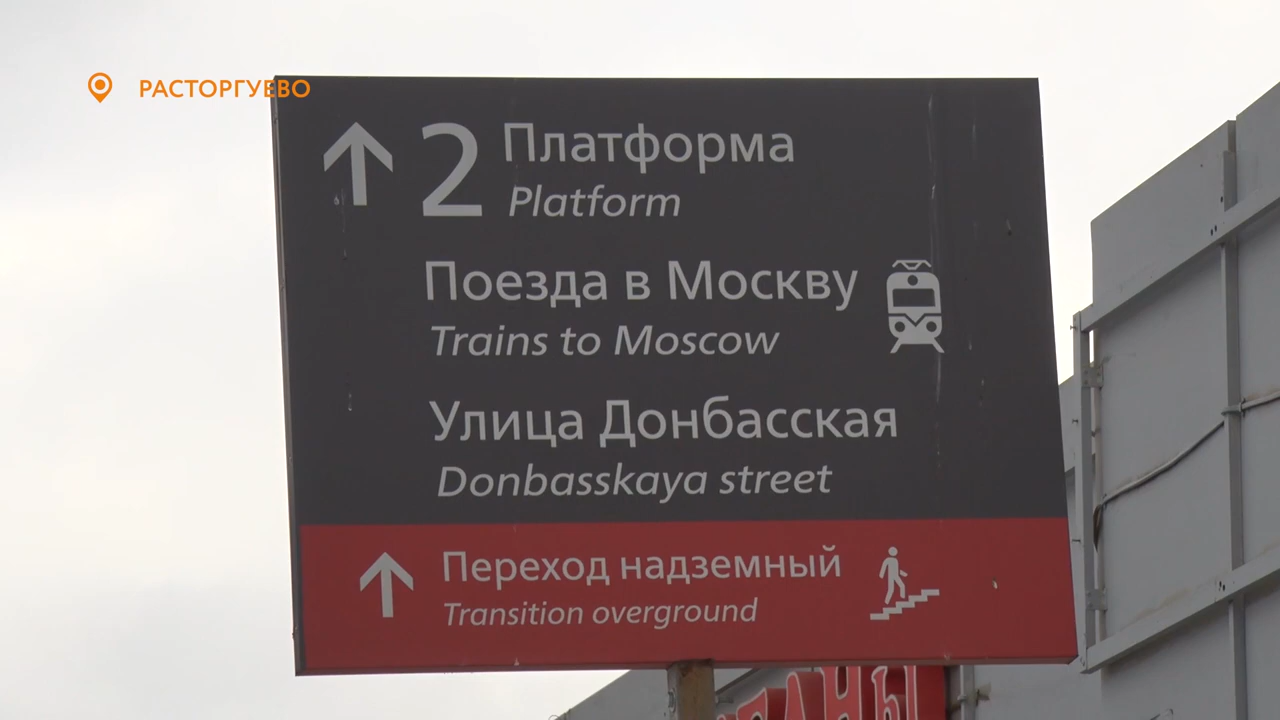 РАСТОРГУЕВО
2 Платформа
Platform
Поезда в Москву
Trains to Moscow
Улица Донбасская
Donbasskaya street
Переход надземный
Transition overground